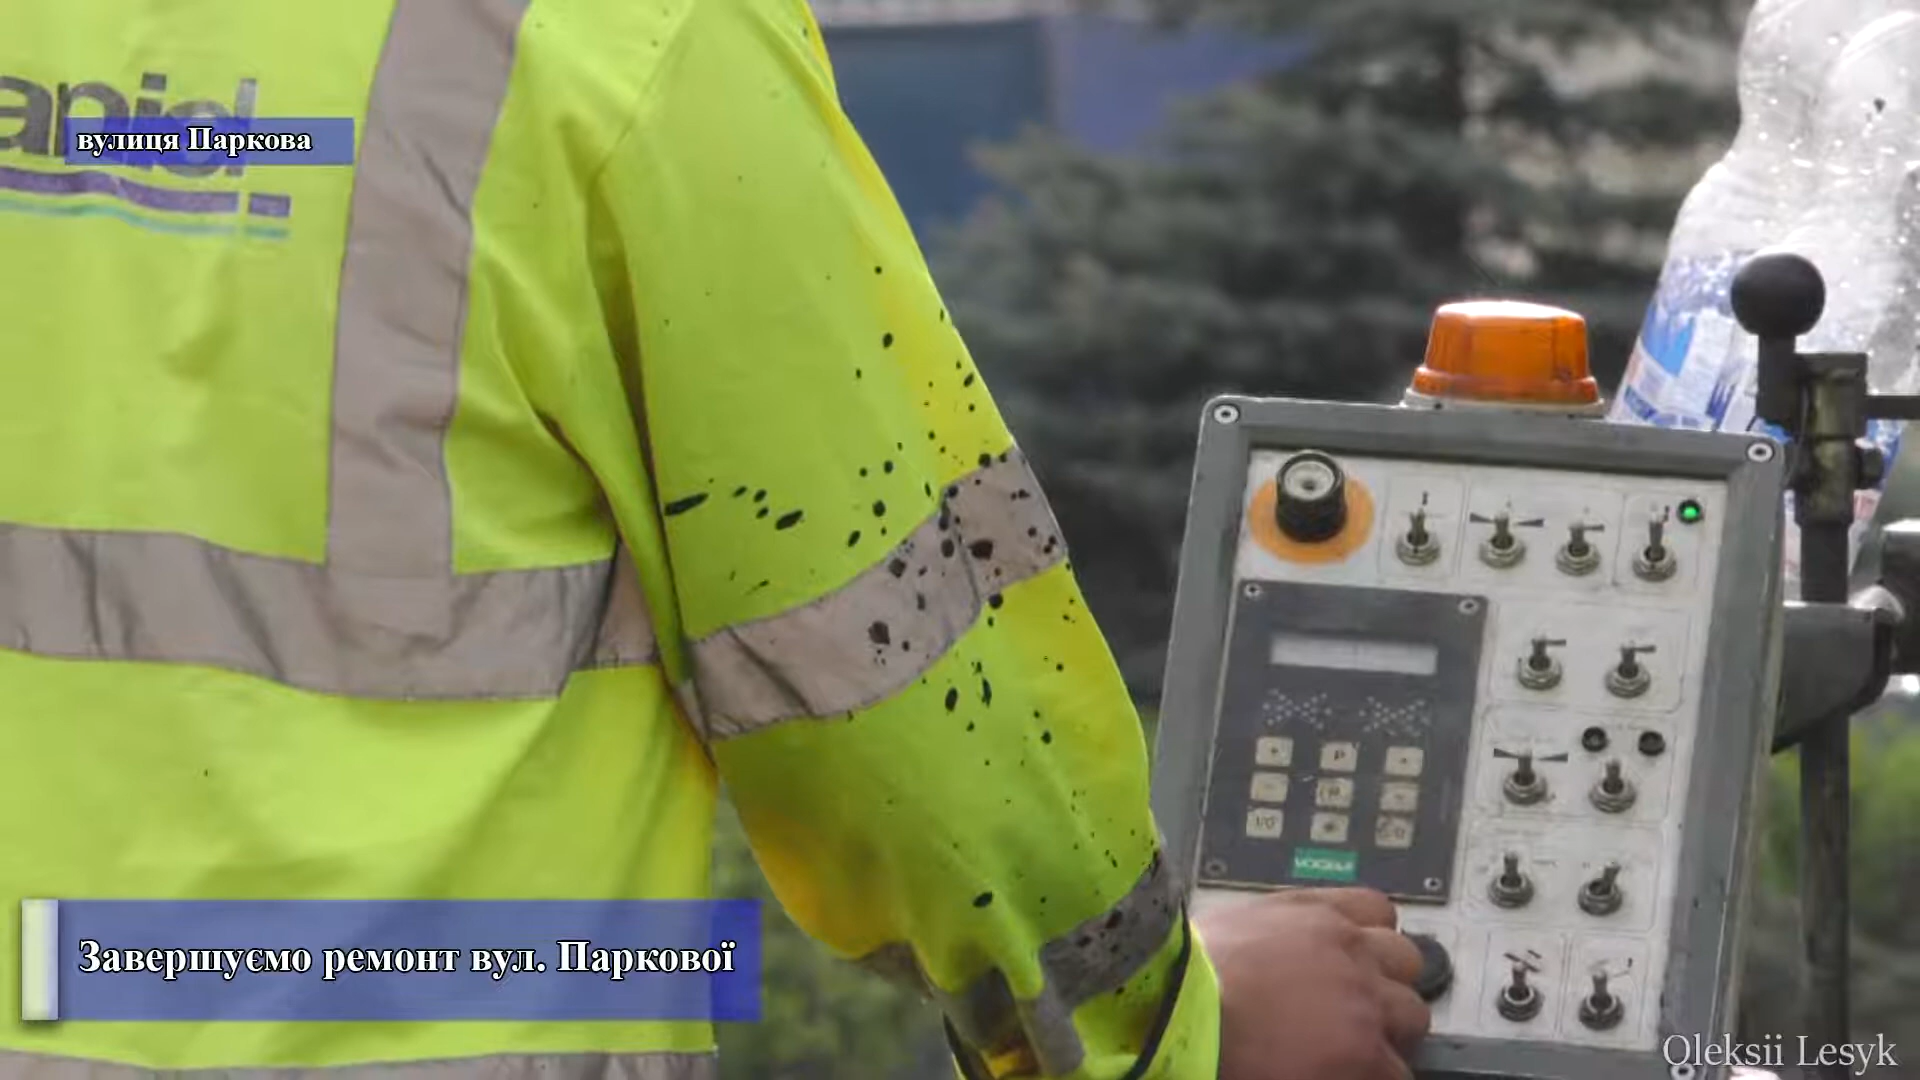 вулиця Паркова
P
I/O
Завершуємо ремонт вул. Паркової
Oleksii Lesyk